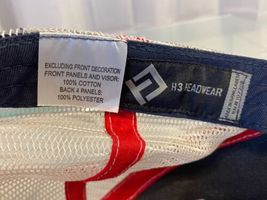 EXCLUDING FRONT DECORATION
FRONT PANELS AND VISOR:
100% COTTON
BACK 4 PANELS:
100% POLYESTER
H3 HEADWEAR